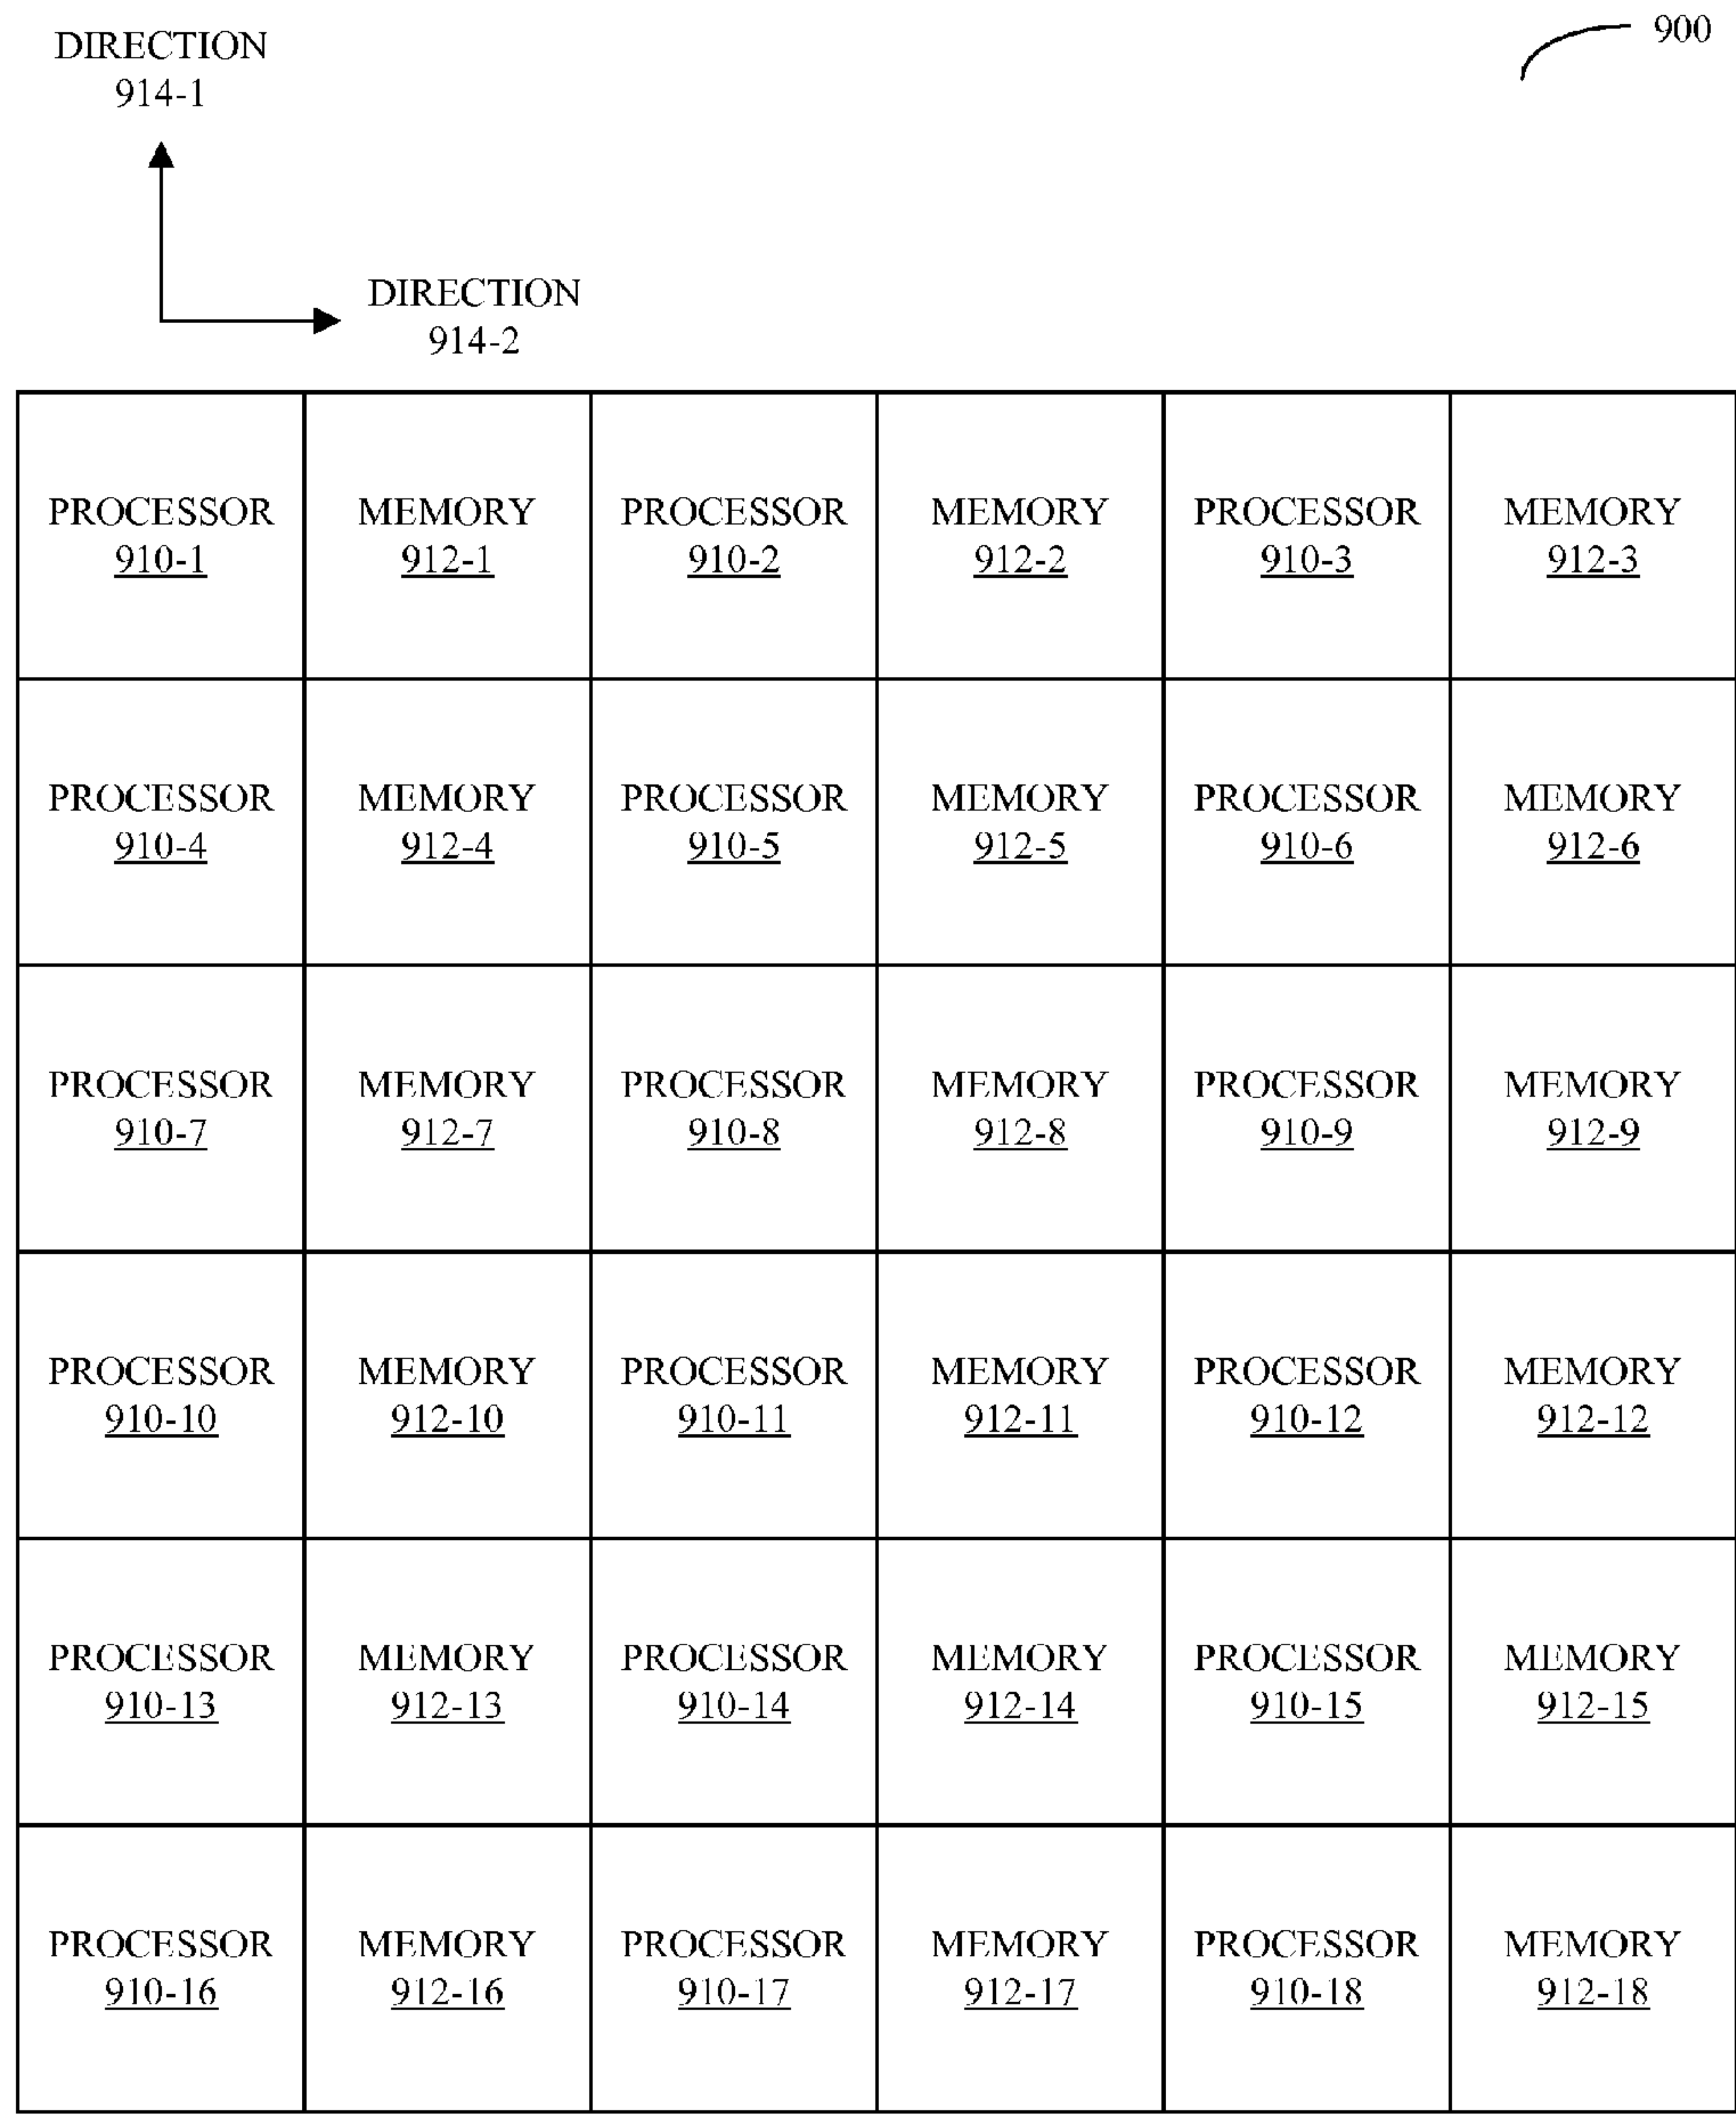 900
DIRECTION
914-1
DIRECTION
914-2
PROCESSOR MEMORY PROCESSOR MEMORY PROCESSOR MEMORY
910-1 912-1 910-2 912-2 910-3 912-3
PROCESSOR MEMORY PROCESSOR MEMORY PROCESSOR MEMORY
910-4 912-4 910-5 912-5 910-6 912-6
PROCESSOR MEMORY PROCESSOR MEMORY PROCESSOR MEMORY
910-7 912-7 910-8 912-8 910-9 912-9
PROCESSOR MEMORY PROCESSOR MEMORY PROCESSOR MEMORY
910-10 912-10 910-11 912-11 910-12 912-12
PROCESSOR MEMORY PROCESSOR MEMORY PROCESSOR MEMORY
910-13 912-13 910-14 912-14 910-15 912-15
PROCESSOR MEMORY PROCESSOR MEMORY PROCESSOR MEMORY
910-16 912-16 910-17 912-17 910-18 912-18